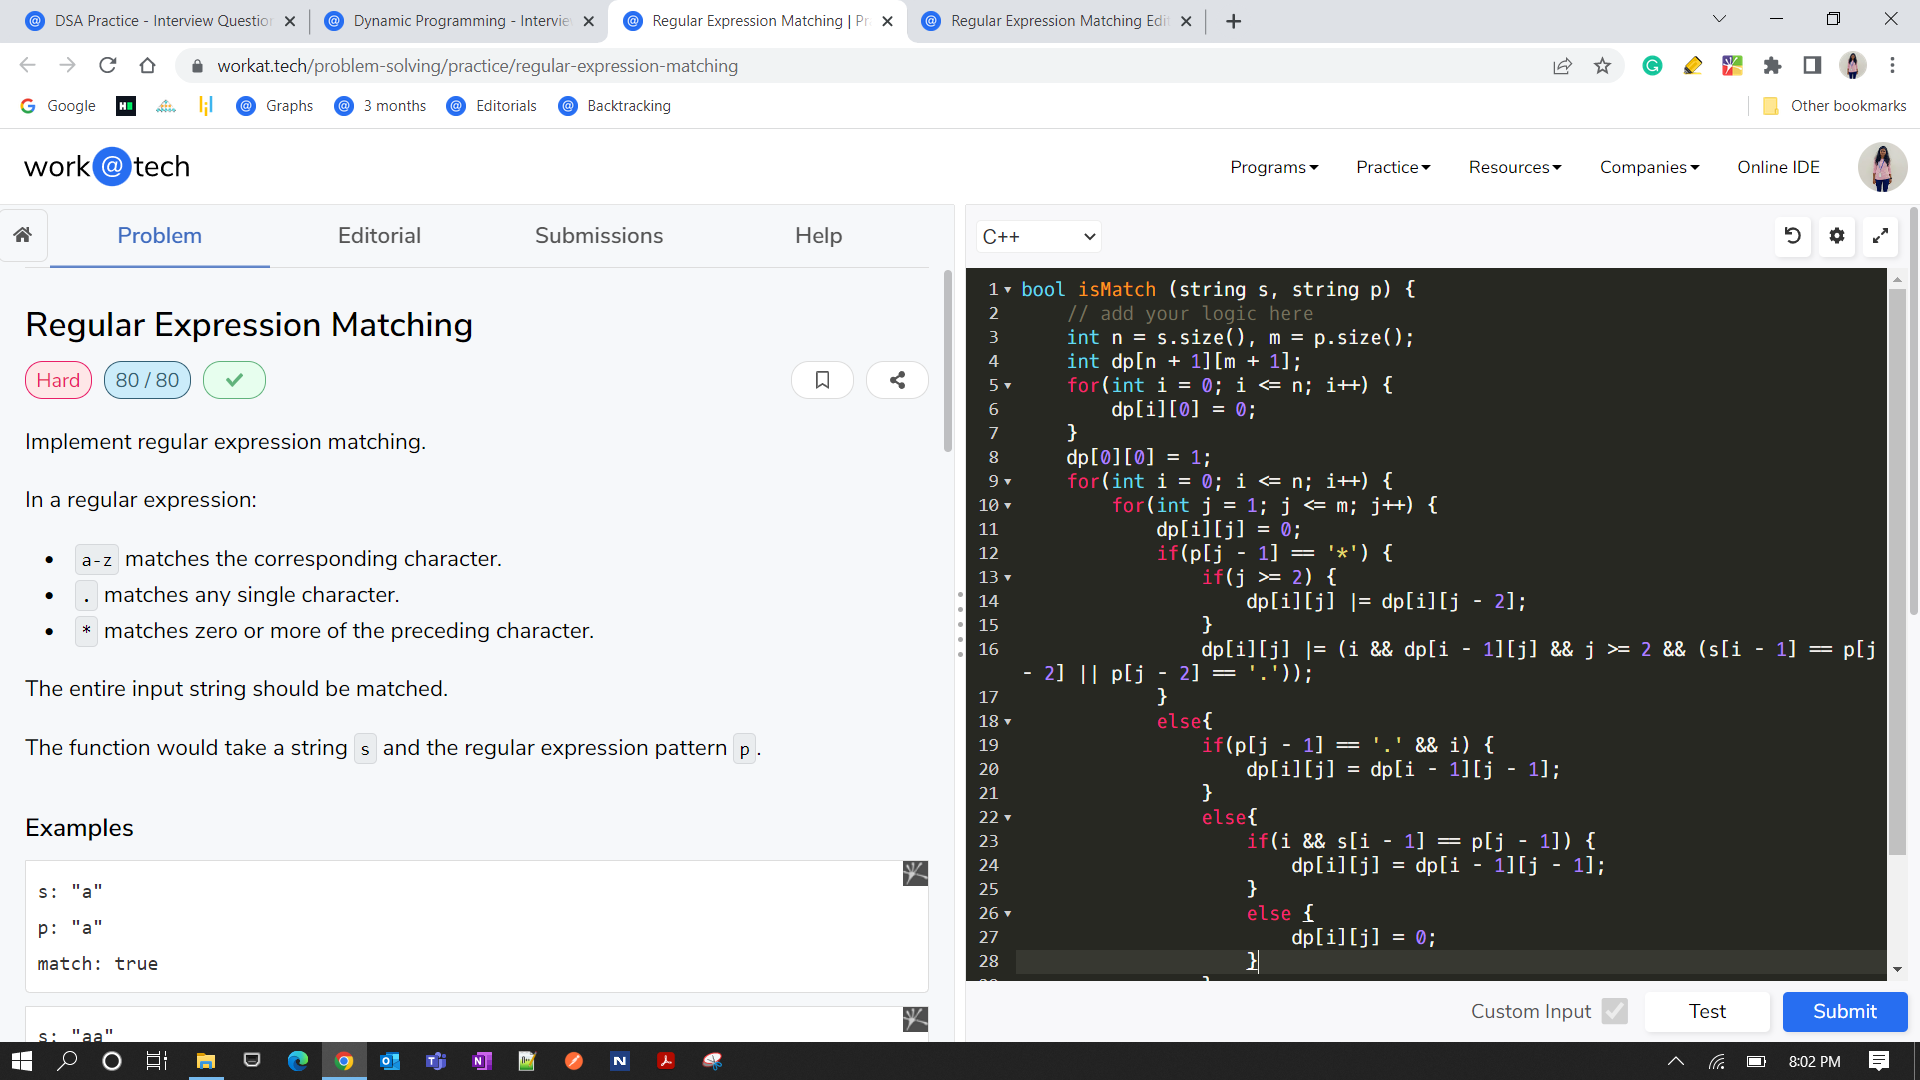 DSA Practice - Interview Question
Dynamic Programming - Intervie
Regular Expression Matching | Pr
Regular Expression Matching Edit
workat.tech/problem-solving/practice/regular-expression-matching
Google
Graphs
3 months
Editorials
Backtracking
Other bookmarks
work@tech
Programs
Practice
Resources
Companies
Online IDE
Problem
Editorial
Submissions
Help
C++
Regular Expression Matching
Hard
80 / 80
Implement regular expression matching.
In a regular expression:
• a-z matches the corresponding character.
• . matches any single character.
• * matches zero or more of the preceding character.
The entire input string should be matched.
The function would take a string s and the regular expression pattern p.
Examples
s: "a"
p: "a"
match: true
s: "aa"
1 bool isMatch (string s, string p) {
2 // add your logic here
3 int n = s.size(), m = p.size();
4 int dp[n + 1][m + 1];
5 for(int i = 0; i <= n; i++) {
6 dp[i][0] = 0;
7 }
8 dp[0][0] = 1;
9 for(int i = 0; i <= n; i++) {
10 for(int j = 1; j <= m; j++) {
11 dp[i][j] = 0;
12 if(p[j - 1] == '*') {
13 if(j >= 2) {
14 dp[i][j] |= dp[i][j - 2];
15 }
16 dp[i][j] |= (i && dp[i - 1][j] && j >= 2 && (s[i - 1] == p[j
- 2] || p[j - 2] == '.'));
17 }
18 else{
19 if(p[j - 1] == '.' && i) {
20 dp[i][j] = dp[i - 1][j - 1];
21 }
22 else{
23 if(i && s[i - 1] == p[j - 1]) {
24 dp[i][j] = dp[i - 1][j - 1];
25 }
26 else {
27 dp[i][j] = 0;
28 }
Custom Input
Test
Submit
8:02 PM